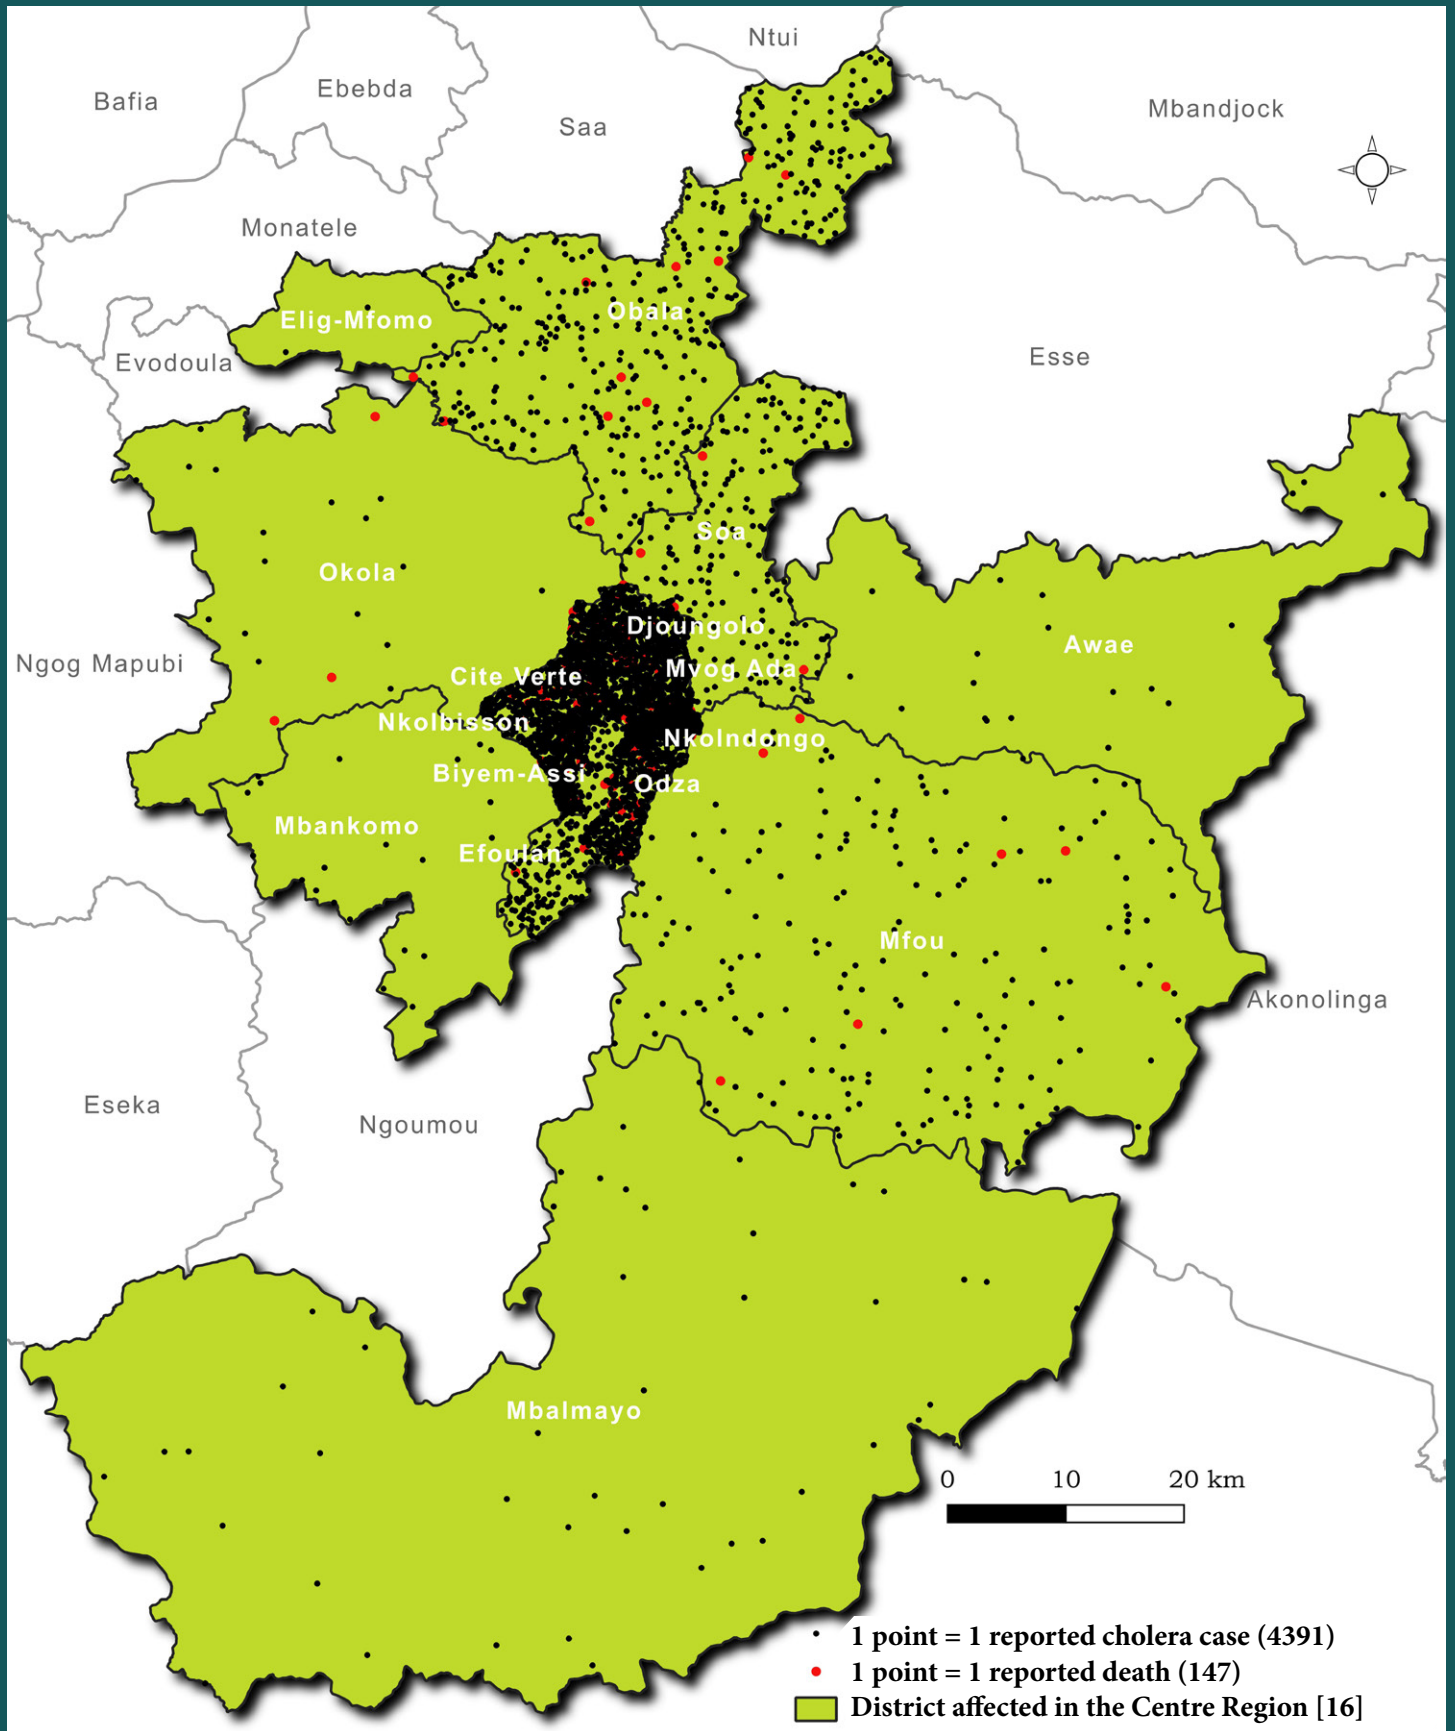 Ntui
Bafia
Ebebda
Mbandjock
Saa
Monatele
Obala
Elig-Mfomo
Evodoula
Esse
Soa
Okola
Djoungolo
Awae
Ngog Mapubi
Cite Verte
Mvog Ada
Nkolbisson
Nkolndongo
Biyem-Assi
Odza
Mbankomo
Efoulan
Mfou
Akonolinga
Eseka
Ngoumou
Mbalmayo
0 10 20 km
1 point = 1 reported cholera case (4391)
1 point = 1 reported death (147)
District affected in the Centre Region [16]